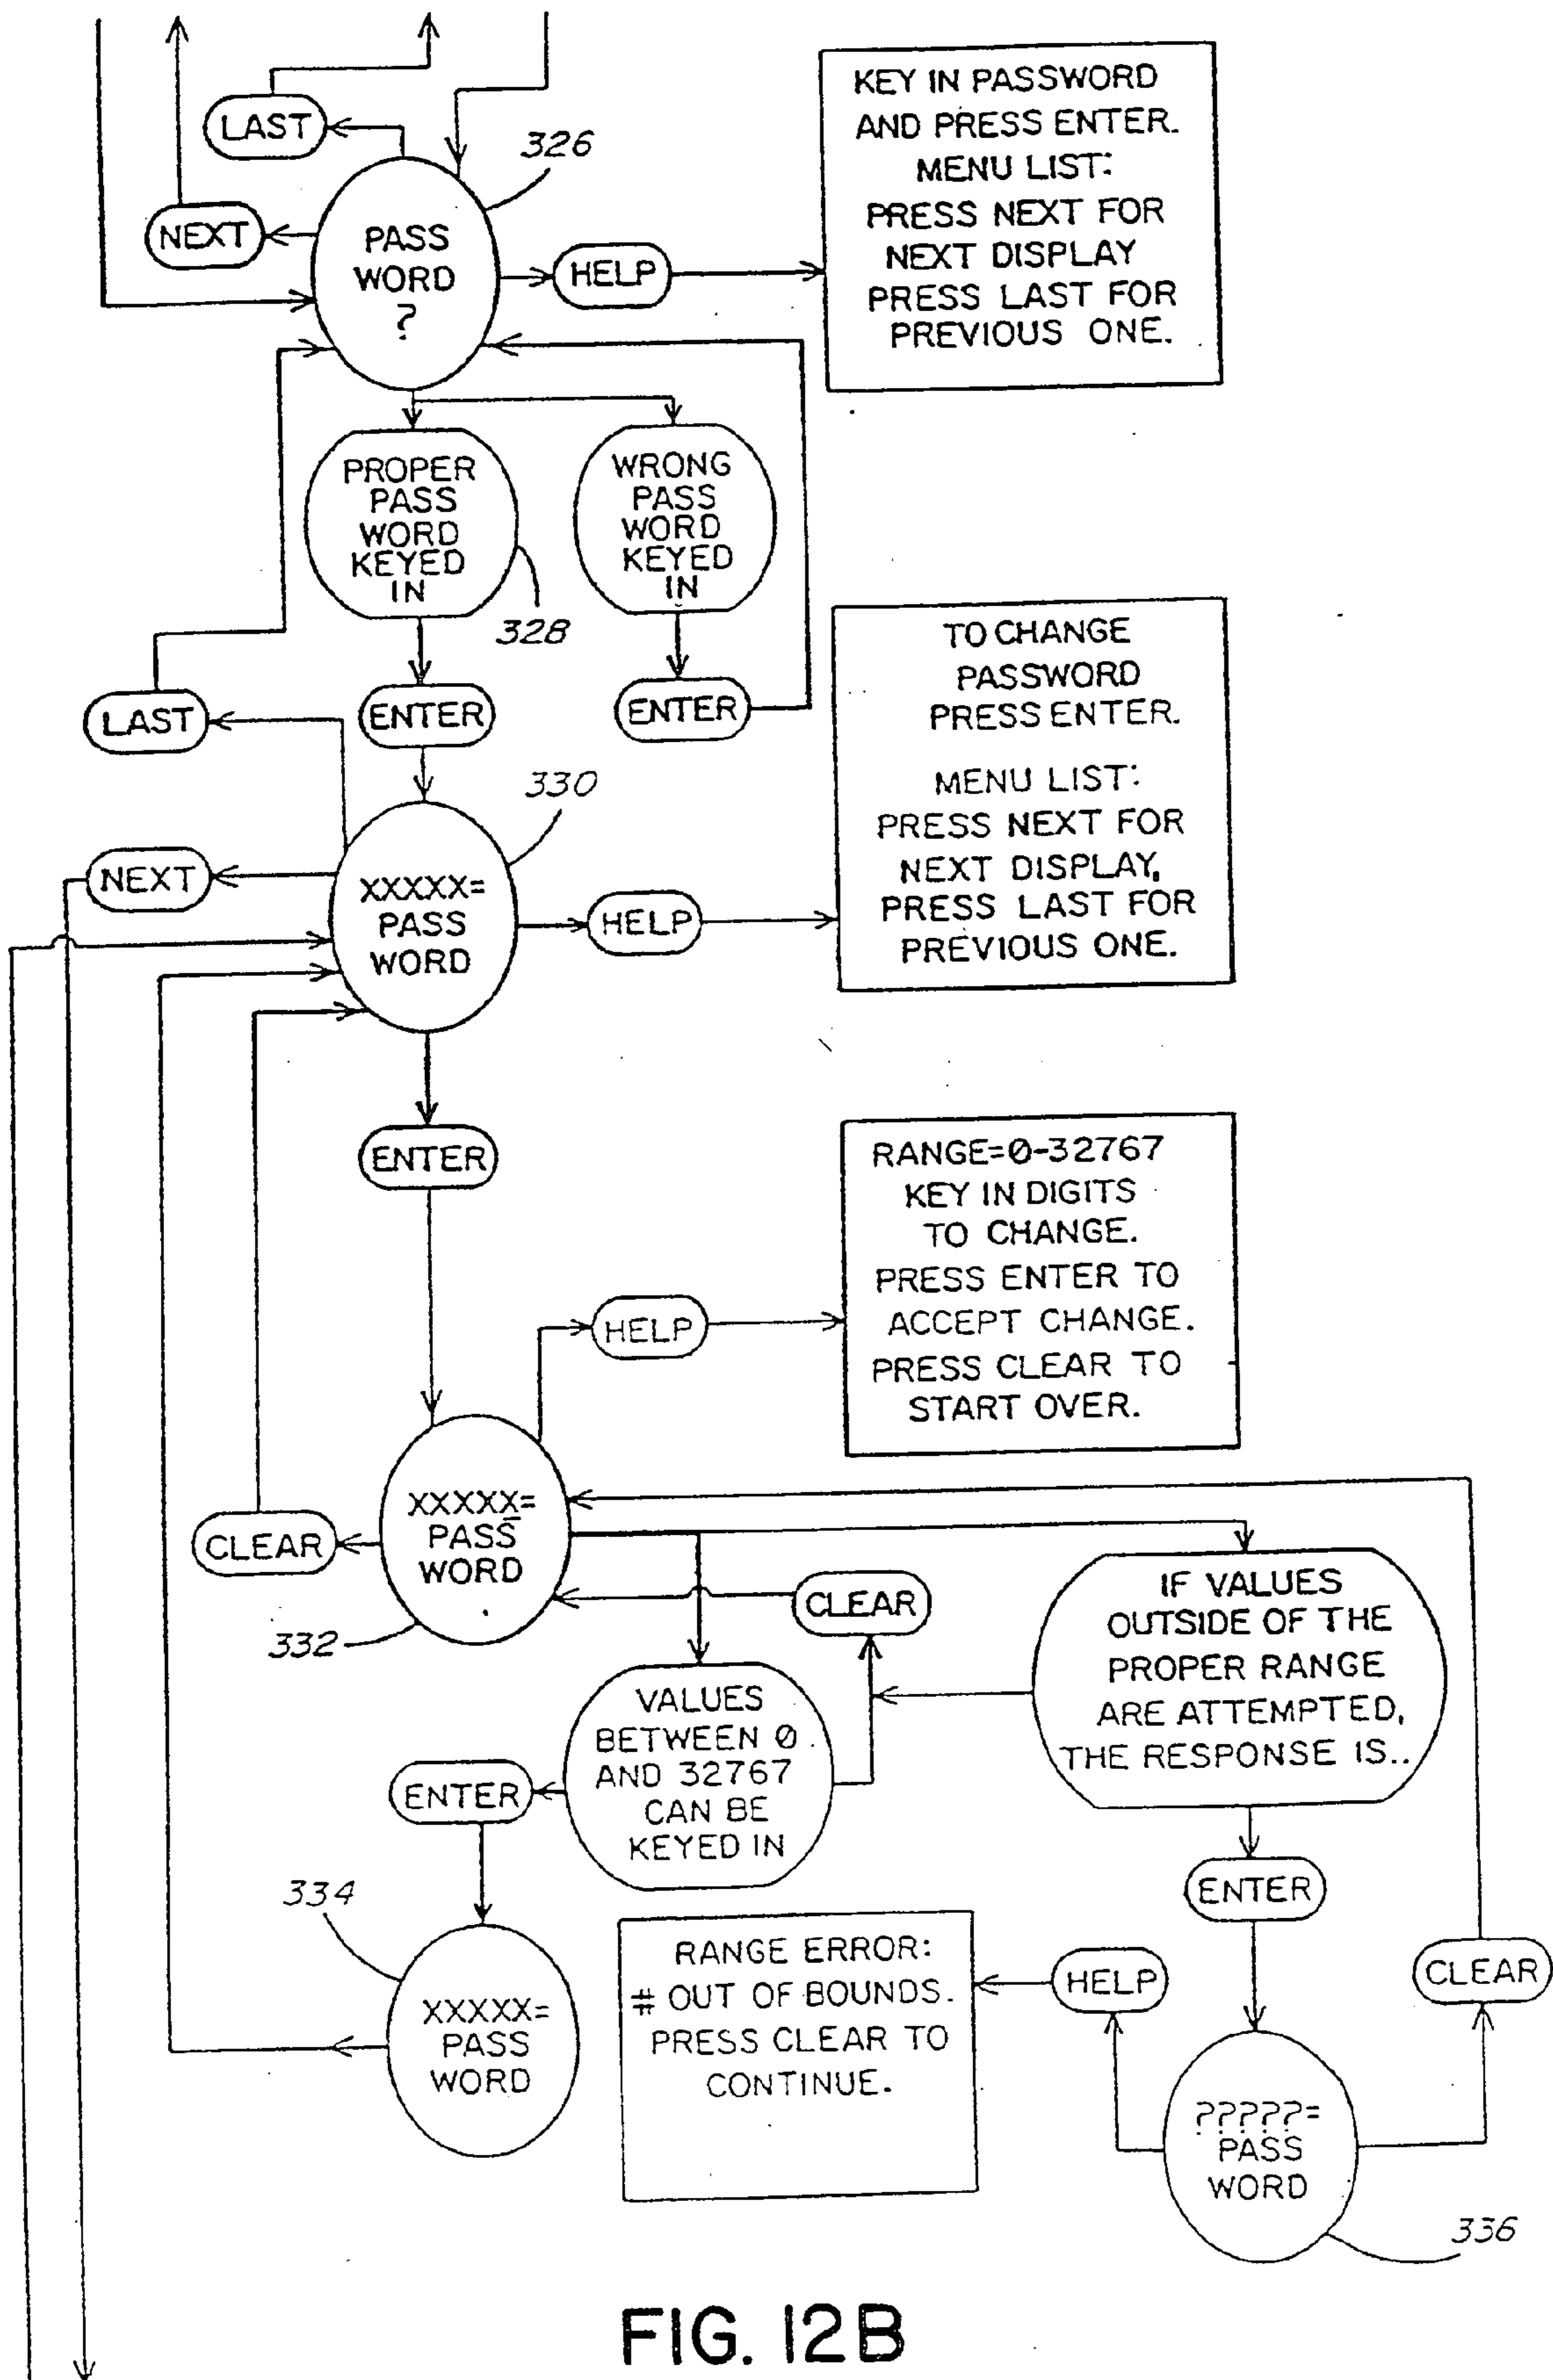 LAST
326
NEXT
PASS
WORD
?
HELP
KEY IN PASSWORD
AND PRESS ENTER.
MENU LIST:
PRESS NEXT FOR
NEXT DISPLAY
PRESS LAST FOR
PREVIOUS ONE.
PROPER
PASS
WORD
KEYED
IN
328
WRONG
PASS
WORD
KEYED
IN
LAST
ENTER
ENTER
TO CHANGE
PASSWORD
PRESS ENTER.
MENU LIST:
PRESS NEXT FOR
NEXT DISPLAY,
PRESS LAST FOR
PREVIOUS ONE.
330
NEXT
XXXXX=
PASS
WORD
HELP
ENTER
RANGE=0-32767
KEY IN DIGITS
TO CHANGE.
PRESS ENTER TO
ACCEPT CHANGE.
PRESS CLEAR TO
START OVER.
HELP
CLEAR
XXXXX=
PASS
WORD
332
CLEAR
IF VALUES
OUTSIDE OF THE
PROPER RANGE
ARE ATTEMPTED,
THE RESPONSE IS..
VALUES
BETWEEN 0
AND 32767
CAN BE
KEYED IN
ENTER
ENTER
334
XXXXX=
PASS
WORD
RANGE ERROR:
# OUT OF BOUNDS.
PRESS CLEAR TO
CONTINUE.
HELP
CLEAR
?????=
PASS
WORD
336
FIG. 12B